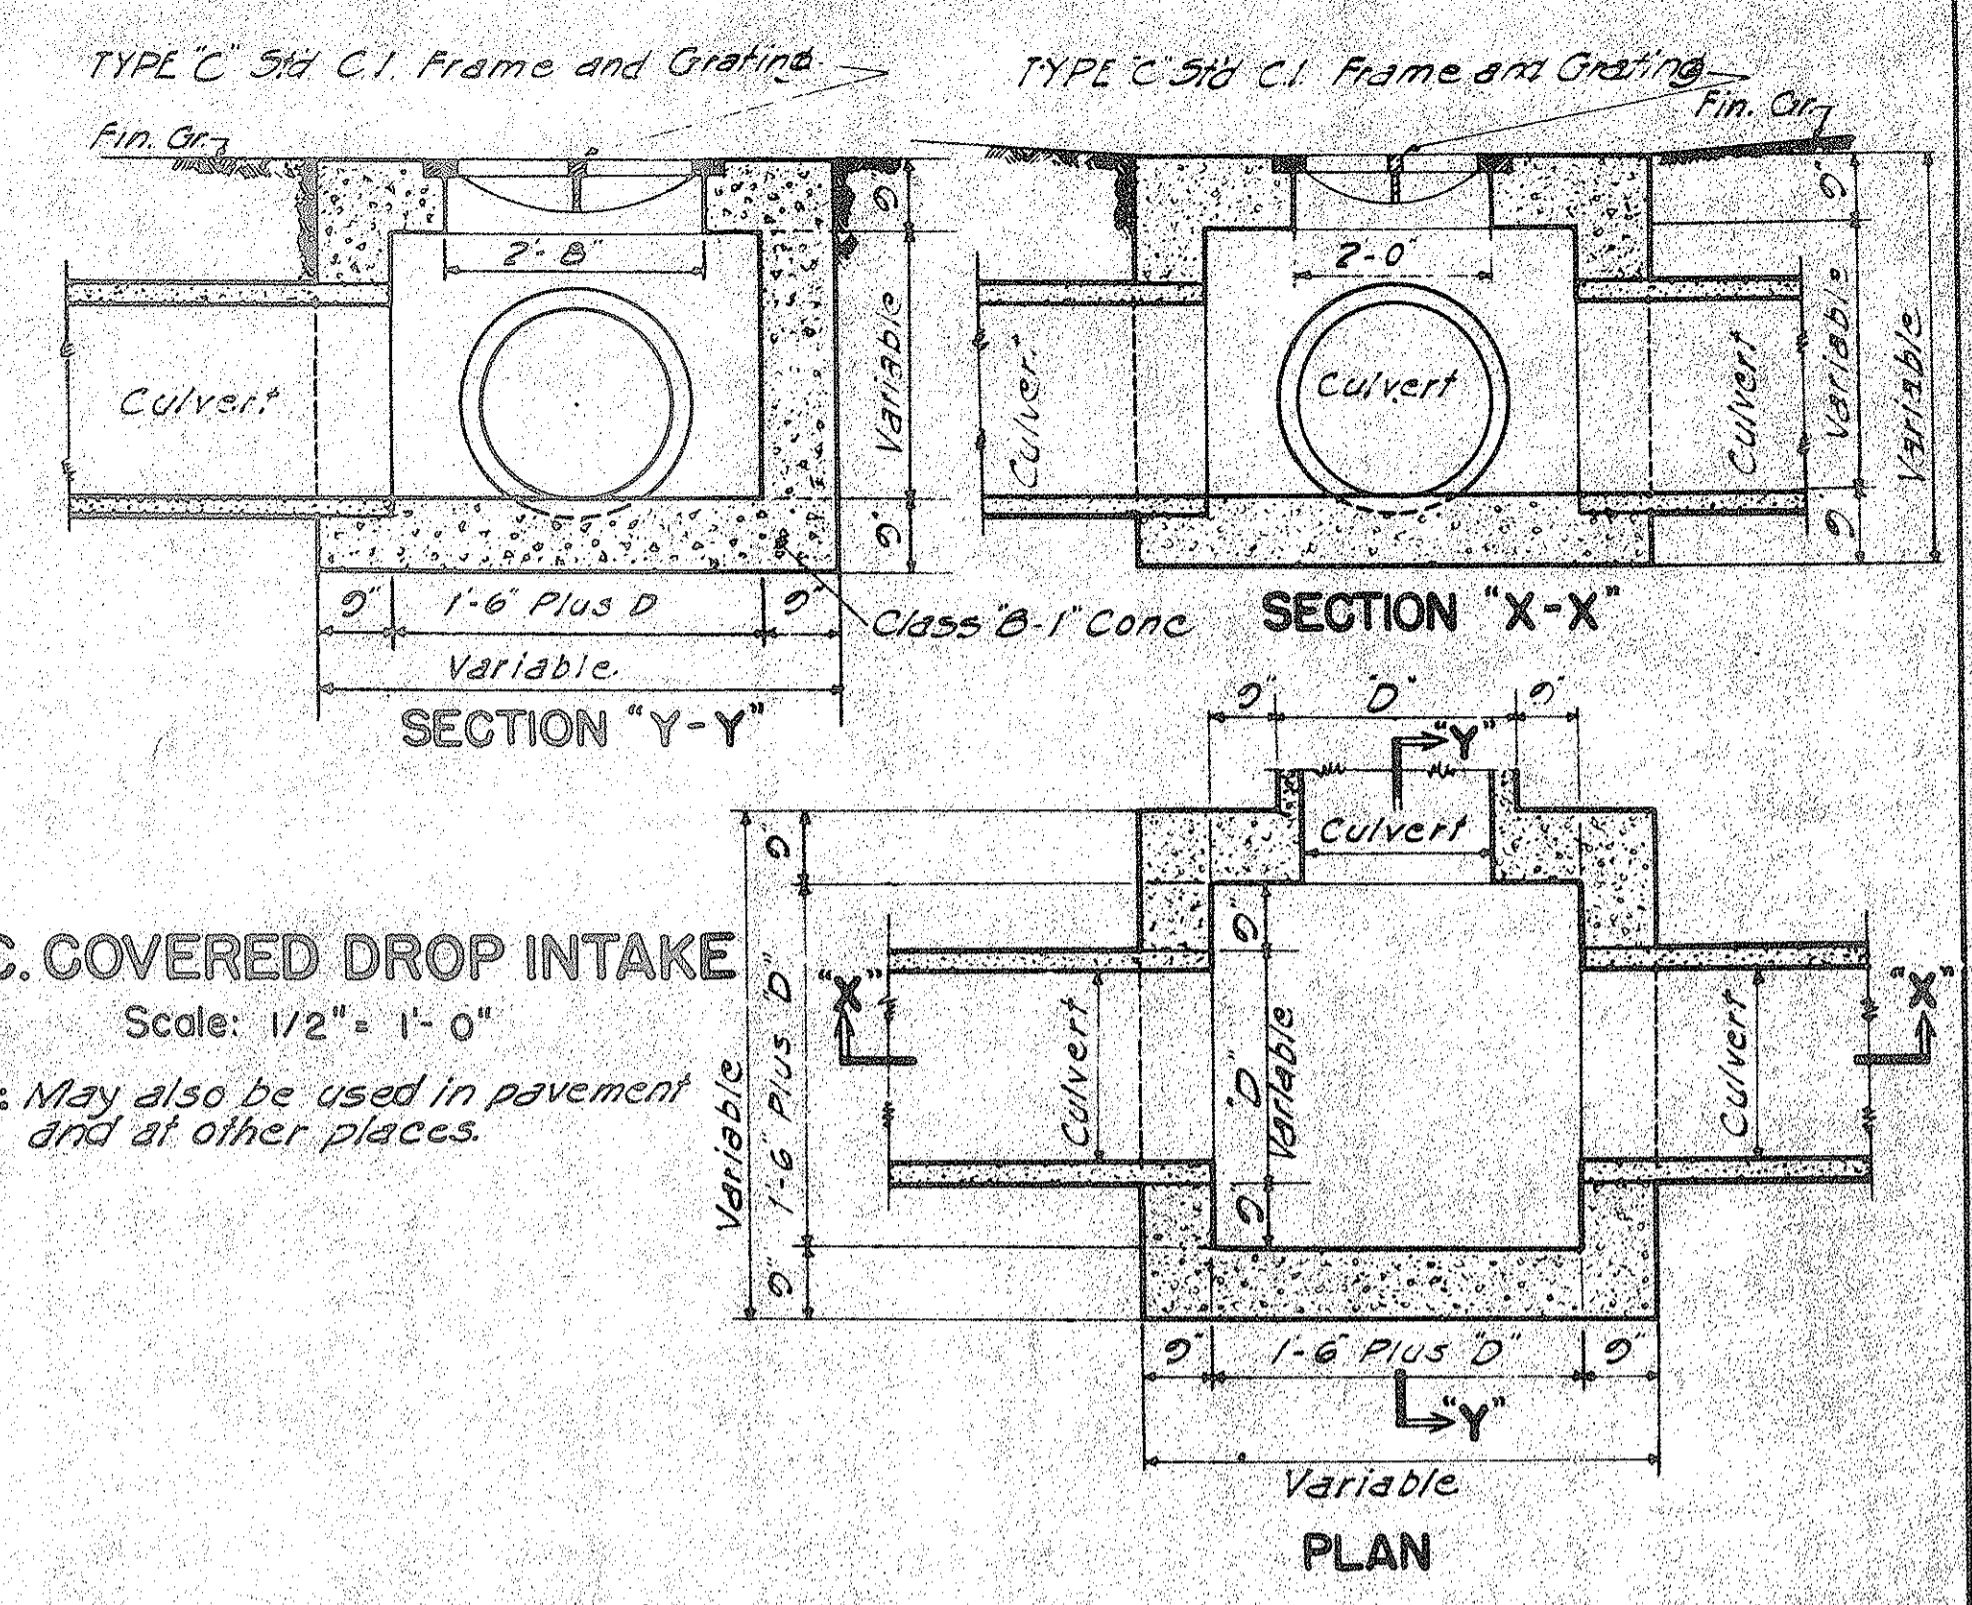 TYPE "C" Std C.I. Frame and Grating
Fin. Gr.
2'-8"
Culvert
9"
Variable
9"
9"
1'-6" Plus D
9"
Class "B-1" Conc
Variable.
SECTION "Y-Y"
TYPE "C" Std C.I. Frame and Grating
Fin. Gr.
2'-0"
Culvert
Culvert
Culvert
9"
Variable
9"
Variable
SECTION "X-X"
C. COVERED DROP INTAKE
Scale: 1/2" = 1'-0"
: May also be used in pavement
and at other places.
9"
"D"
9"
"Y"
Culvert
9"
1'-6" Plus "D"
9"
Variable
"X"
Culvert
9"
"D"
Variable
9"
Culvert
"X"
9"
1'-6" Plus "D"
9"
"Y"
Variable
PLAN